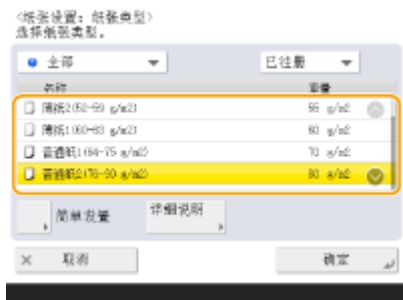 <纸张设置: 纸张类型>
选择纸张类型。
全部 已注册
名称 重量
薄纸2(52-59 g/m2) 55 g/m2
薄纸1(60-63 g/m2) 60 g/m2
普通纸1(64-75 g/m2) 70 g/m2
普通纸2(76-90 g/m2) 80 g/m2
简单设置 详细说明
× 取消 确定